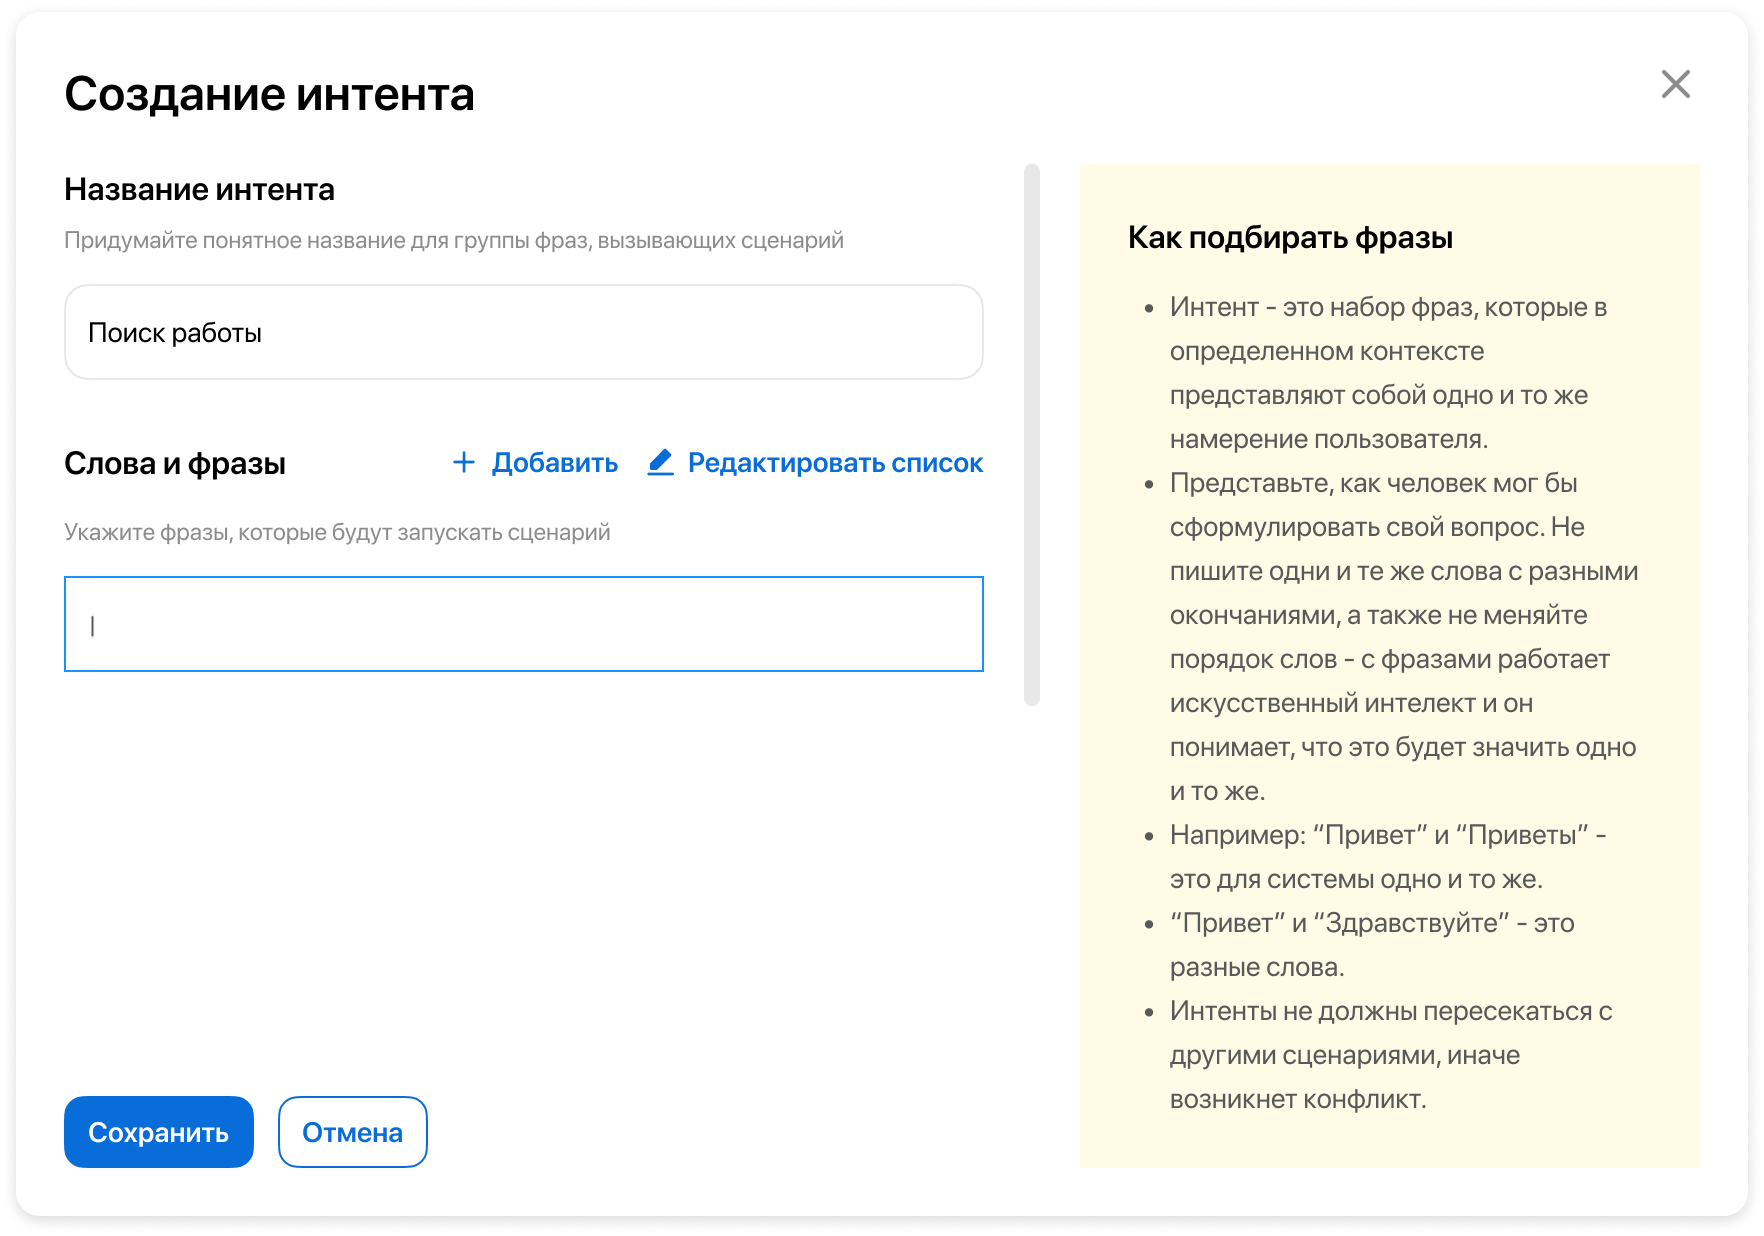 Создание интента
Название интента
Придумайте понятное название для группы фраз, вызывающих сценарий
Поиск работы
Слова и фразы
Добавить
Редактировать список
Укажите фразы, которые будут запускать сценарий
Сохранить
Отмена
Как подбирать фразы
• Интент - это набор фраз, которые в
определенном контексте
представляют собой одно и то же
намерение пользователя.
• Представьте, как человек мог бы
сформулировать свой вопрос. Не
пишите одни и те же слова с разными
окончаниями, а также не меняйте
порядок слов - с фразами работает
искусственный интелект и он
понимает, что это будет значить одно
и то же.
• Например: “Привет” и “Приветы” -
это для системы одно и то же.
• “Привет” и “Здравствуйте” - это
разные слова.
• Интенты не должны пересекаться с
другими сценариями, иначе
возникнет конфликт.